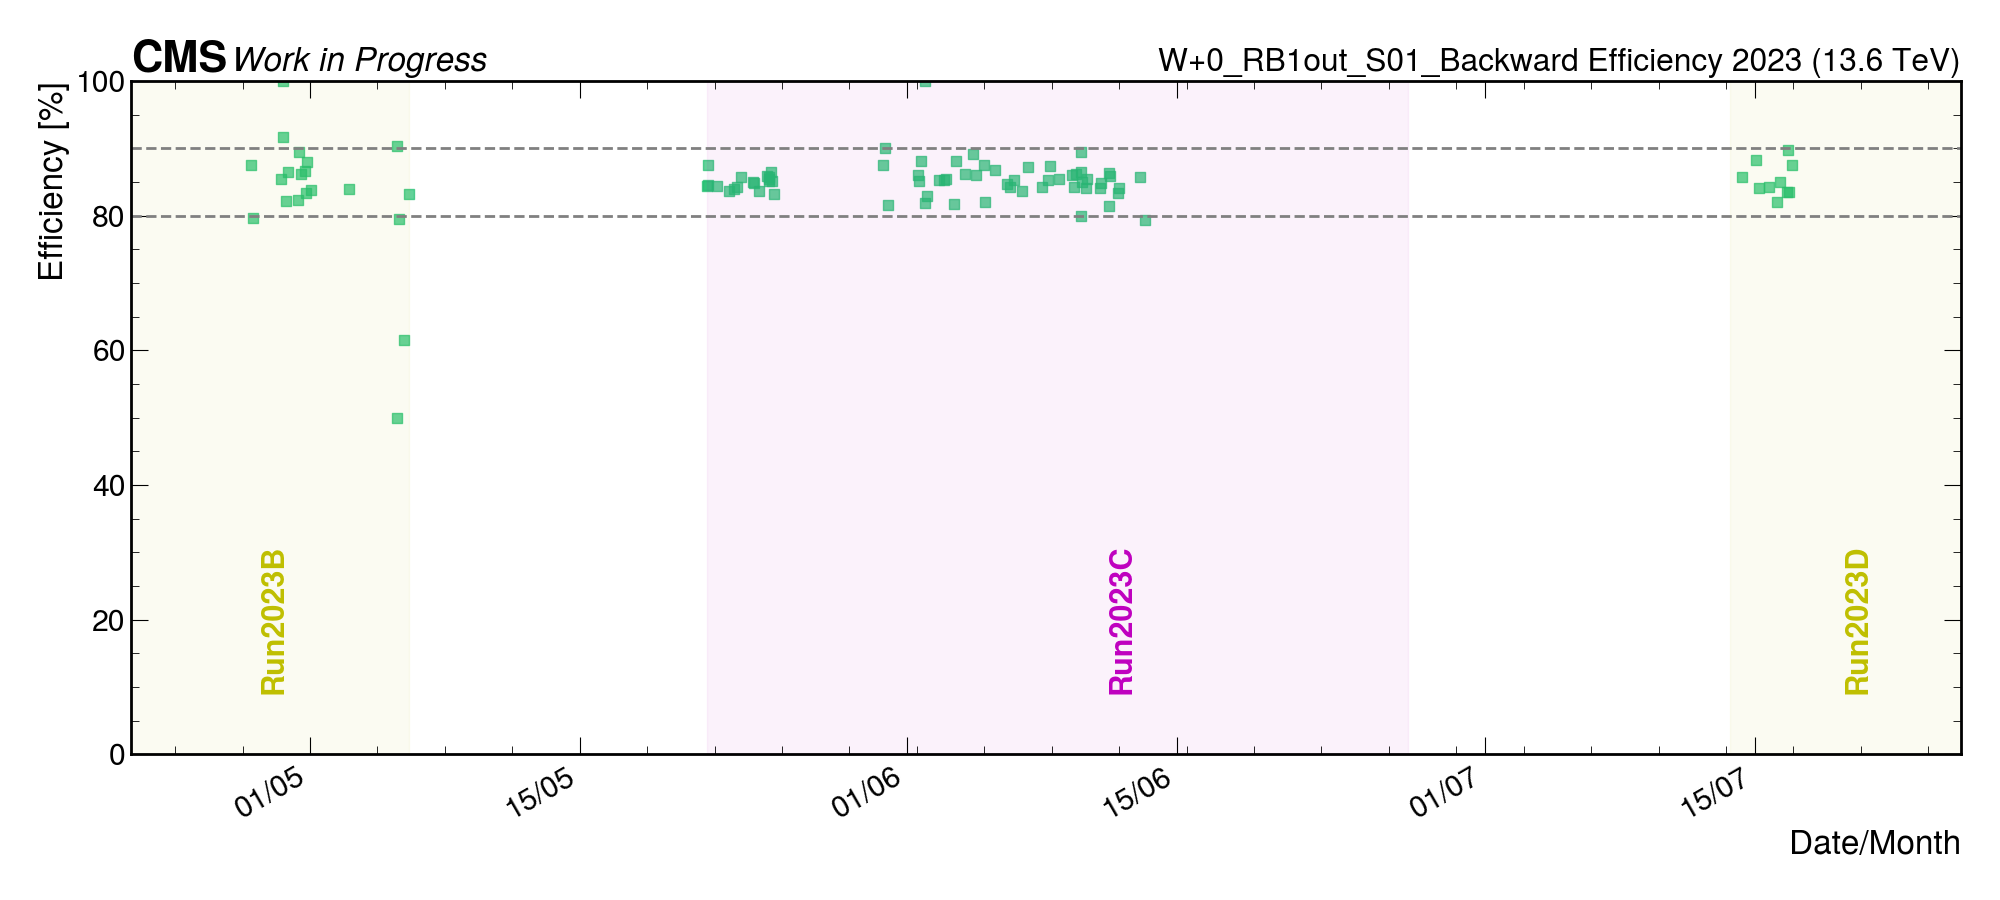 CMS Work in Progress
W+0_RB1out_S01_Backward Efficiency 2023 (13.6 TeV)
Efficiency [%]
100
80
60
40
20
0
Run2023B
Run2023C
Run2023D
01/05
15/05
01/06
15/06
01/07
15/07
Date/Month